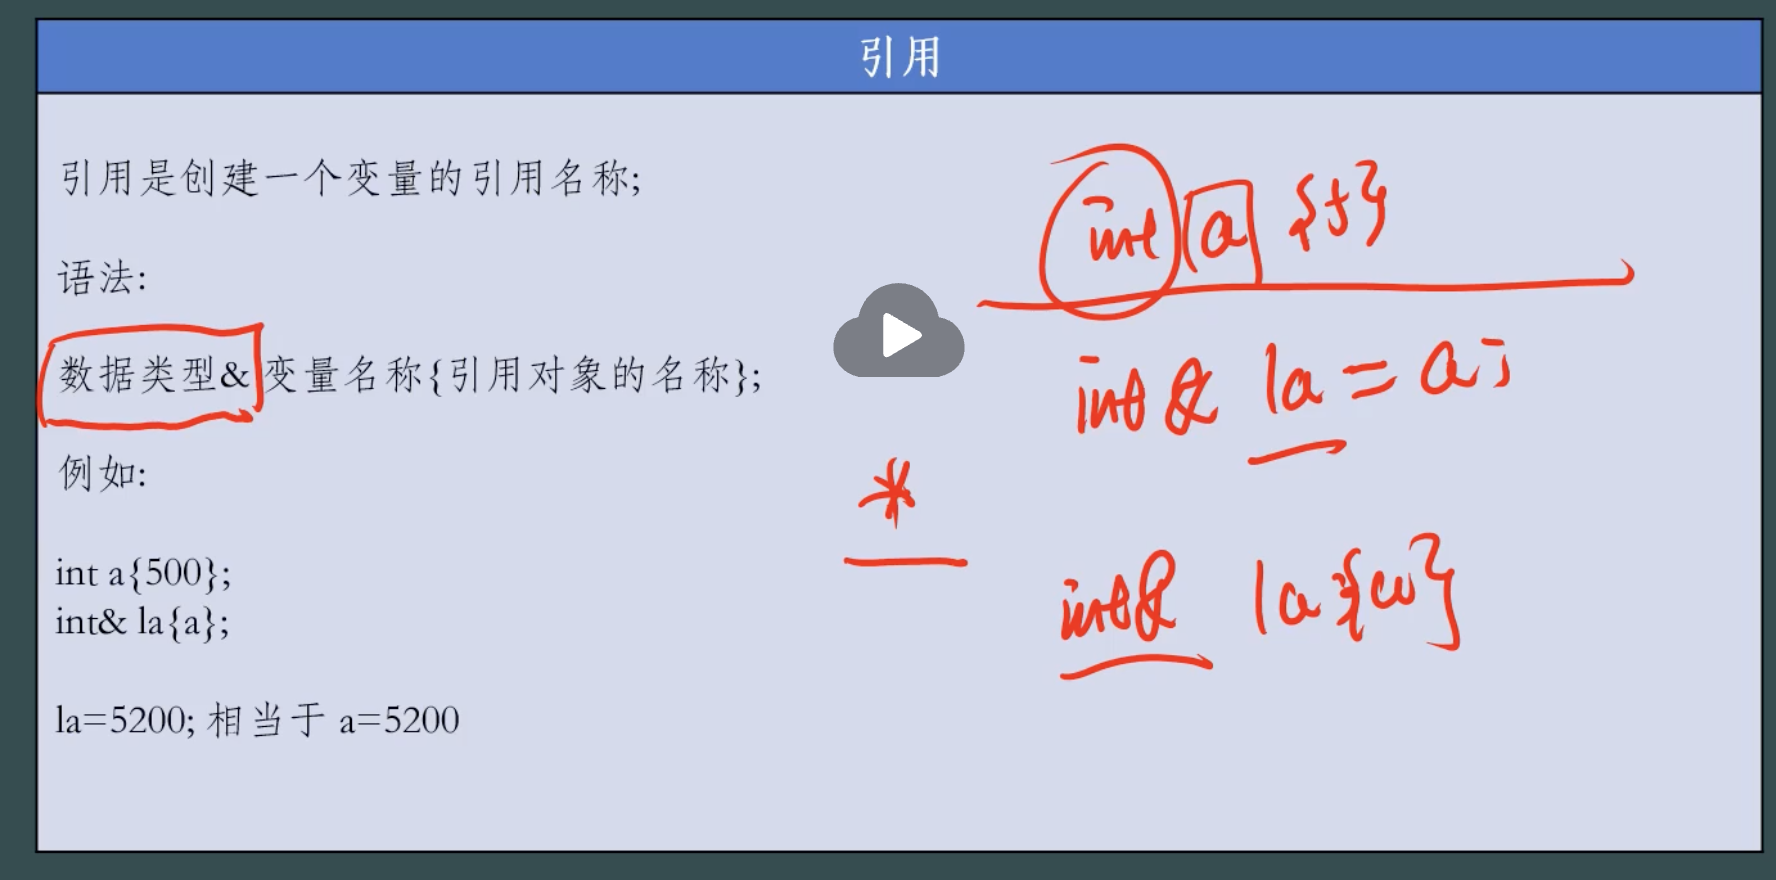 引用
引用是创建一个变量的引用名称;
语法:
数据类型& 变量名称{引用对象的名称};
例如:
int a{500};
int& la{a};
la=5200; 相当于 a=5200
int a
int & la = a;
*
int& la